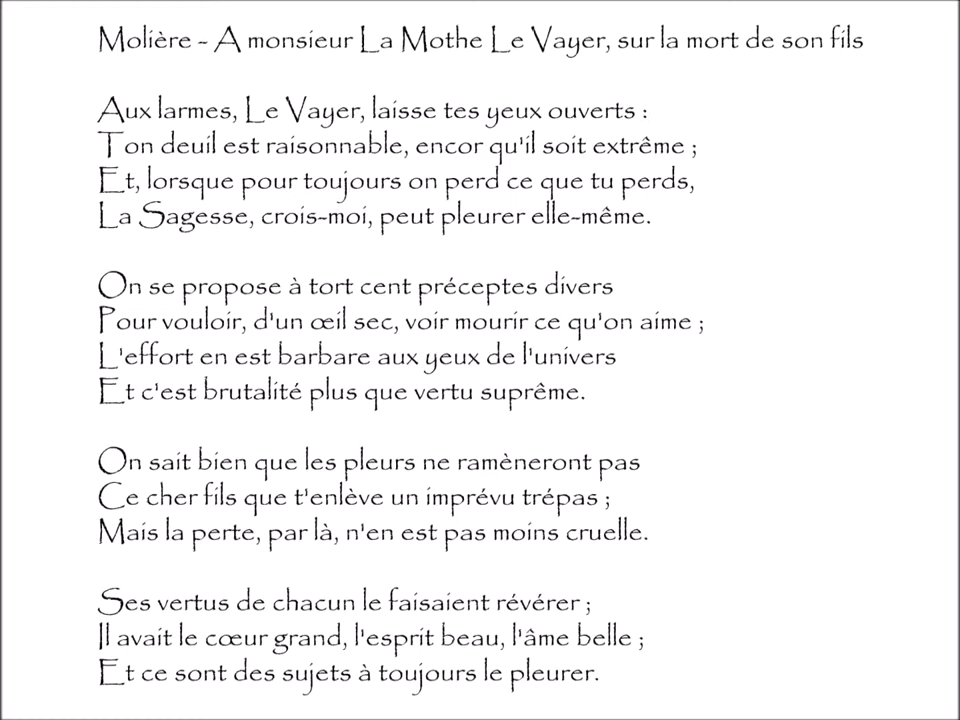 Molière - A monsieur La Mothe Le Vayer, sur la mort de son fils
Aux larmes, Le Vayer, laisse tes yeux ouverts :
Ton deuil est raisonnable, encor qu'il soit extrême ;
Et, lorsque pour toujours on perd ce que tu perds,
La Sagesse, crois-moi, peut pleurer elle-même.
On se propose à tort cent préceptes divers
Pour vouloir, d'un œil sec, voir mourir ce qu'on aime ;
L'effort en est barbare aux yeux de l'univers
Et c'est brutalité plus que vertu suprême.
On sait bien que les pleurs ne ramèneront pas
Ce cher fils que t'enlève un imprévu trépas ;
Mais la perte, par là, n'en est pas moins cruelle.
Ses vertus de chacun le faisaient révérer ;
Il avait le cœur grand, l'esprit beau, l'âme belle ;
Et ce sont des sujets à toujours le pleurer.